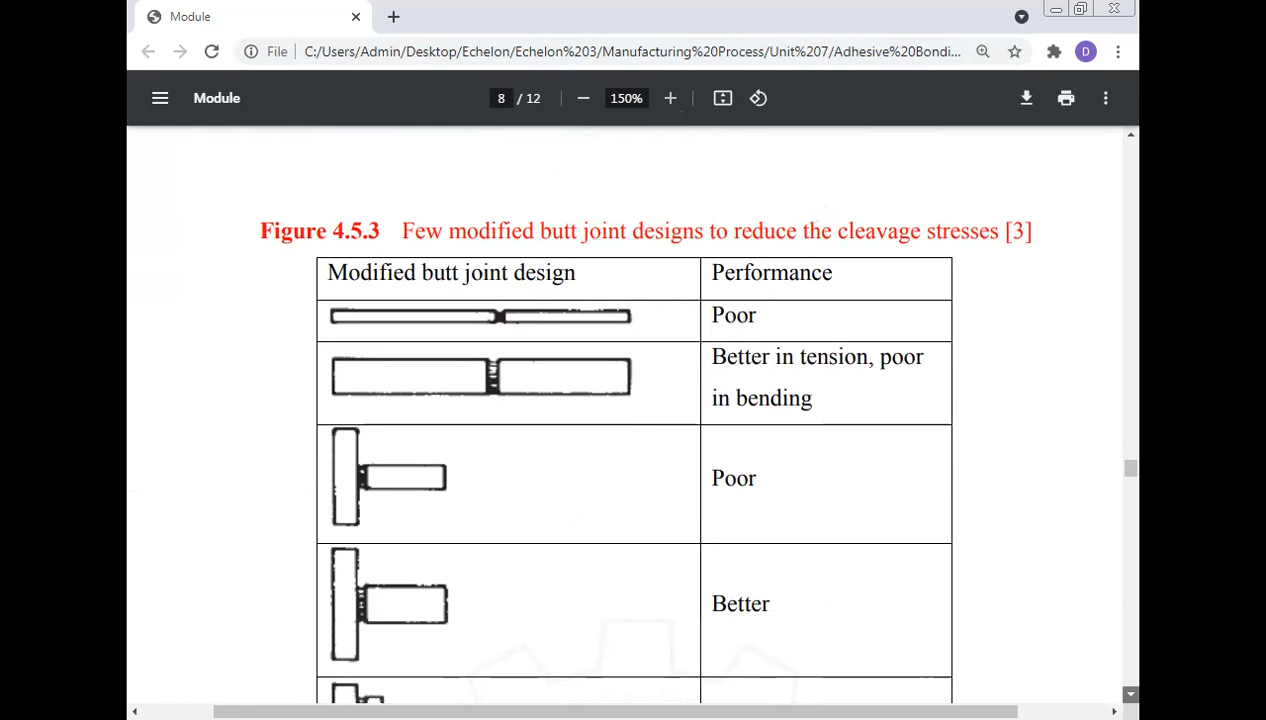 Module
File
C:/Users/Admin/Desktop/Echelon/Echelon%203/Manufacturing%20Process/Unit%207/Adhesive%20Bondi...
D
Module
8 / 12
150%
Figure 4.5.3 Few modified butt joint designs to reduce the cleavage stresses [3]
Modified butt joint design
Performance
Poor
Better in tension, poor
in bending
Poor
Better